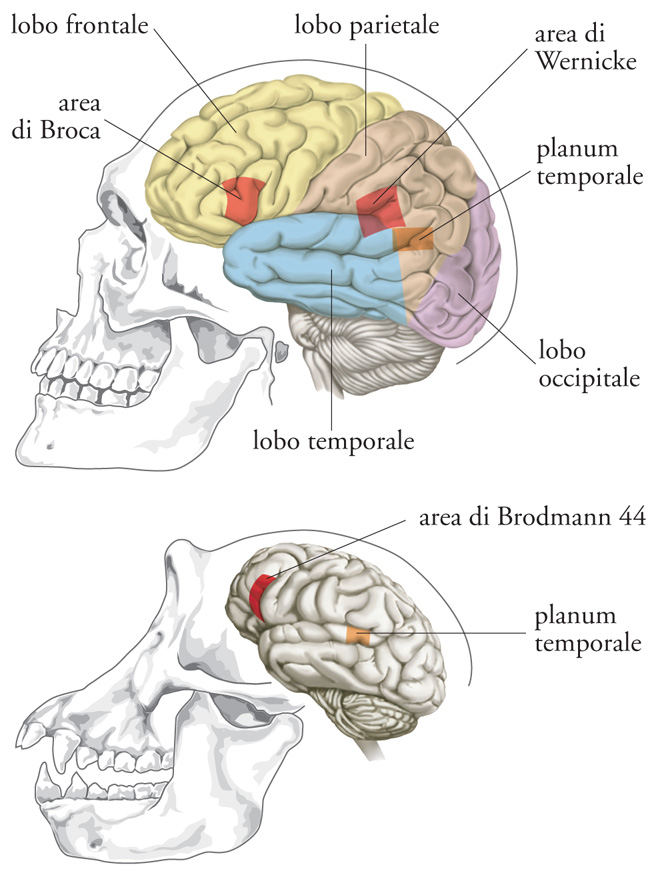 lobo frontale
lobo parietale
area di
Wernicke
area
di Broca
planum
temporale
lobo
occipitale
lobo temporale
area di Brodmann 44
planum
temporale